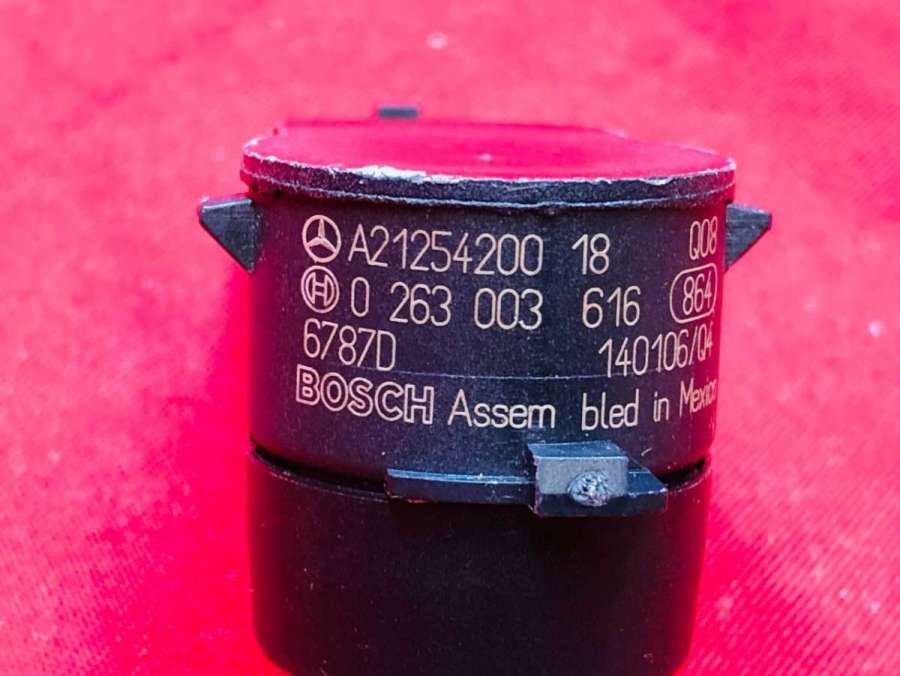 A21254200 18 Q08
H 0 263 003 616 864
6787D 140106/Q4
BOSCH Assem bled in Mexico